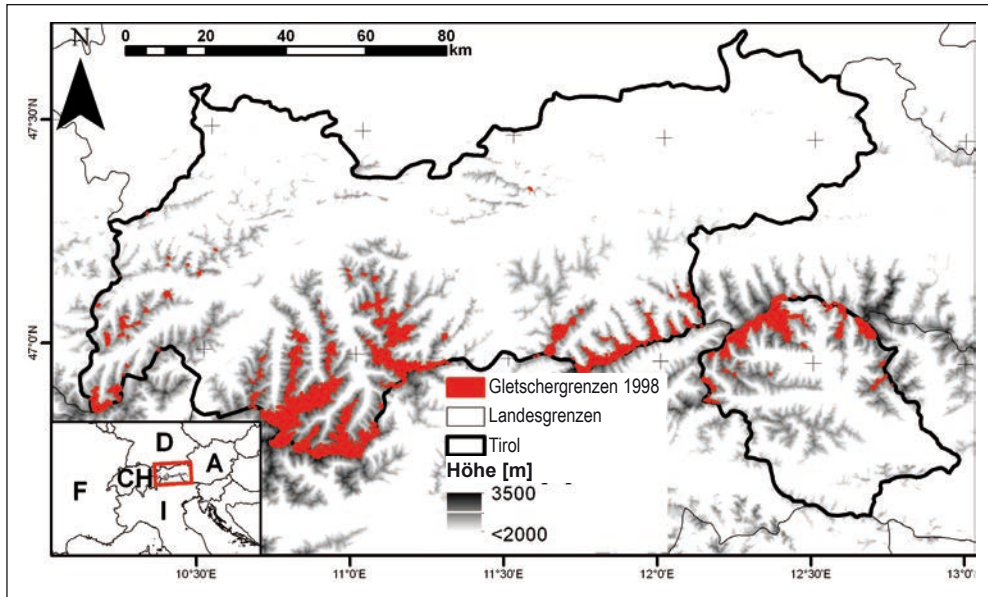 N
0 20 40 60 80
km
47°30'N
47°0'N
Gletschergrenzen 1998
Landesgrenzen
Tirol
Höhe [m]
3500
<2000
D
A
CH
F
I
10°30'E 11°0'E 11°30'E 12°0'E 12°30'E 13°0'E